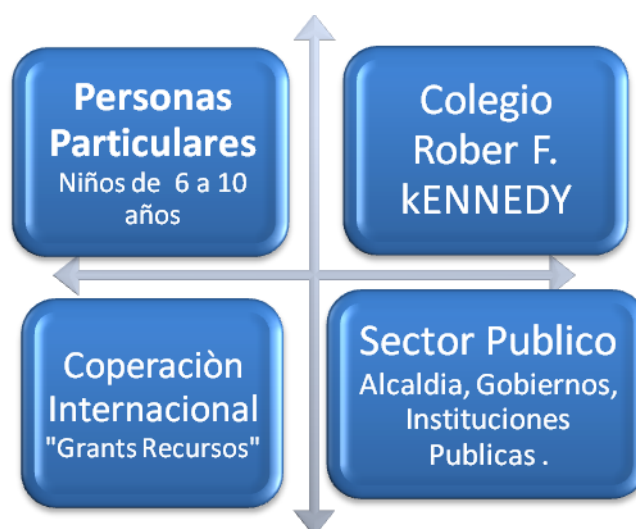 Personas
Particulares
Niños de 6 a 10
años
Colegio
Rober F.
kENNEDY
Coperaciòn
Internacional
"Grants Recursos"
Sector Publico
Alcaldia, Gobiernos,
Instituciones
Publicas .